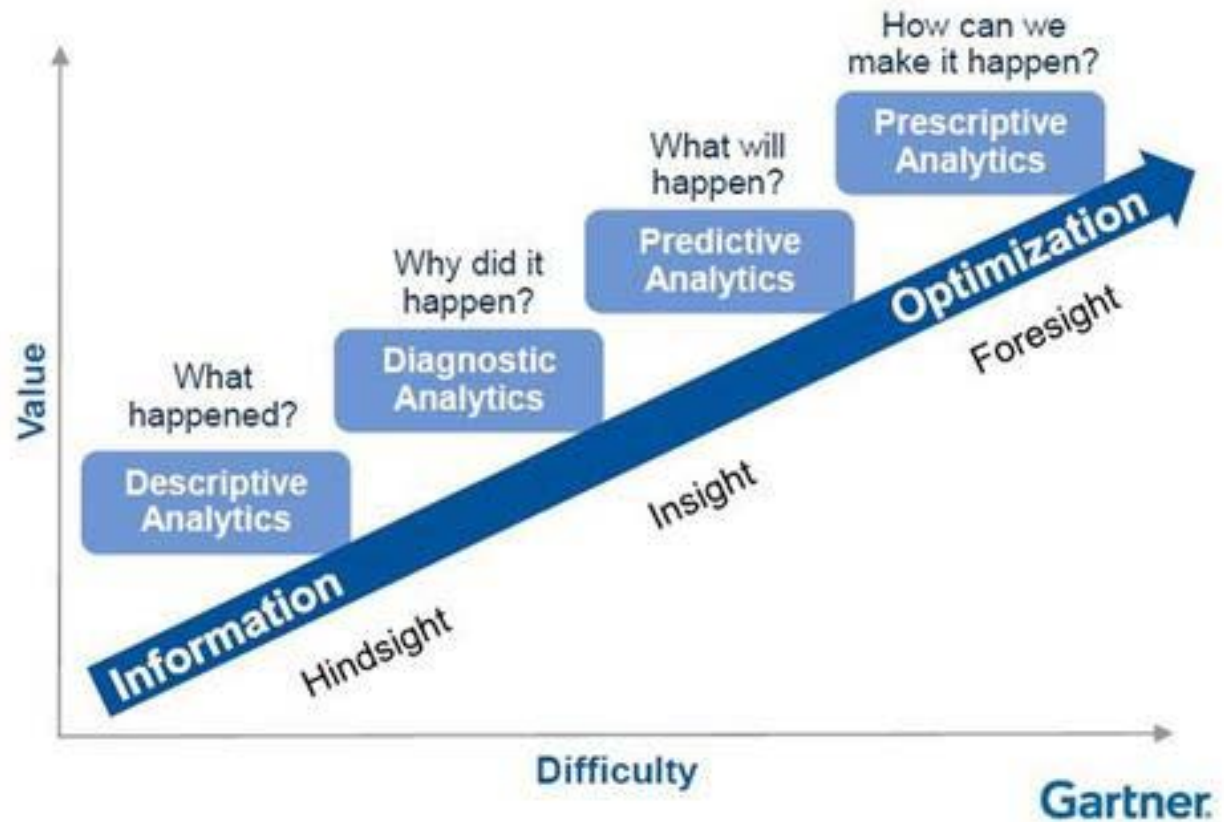 How can we
make it happen?
Prescriptive
Analytics
What will
happen?
Predictive
Analytics
Why did it
happen?
Diagnostic
Analytics
What
happened?
Descriptive
Analytics
Value
Information
Optimization
Hindsight
Insight
Foresight
Difficulty
Gartner.